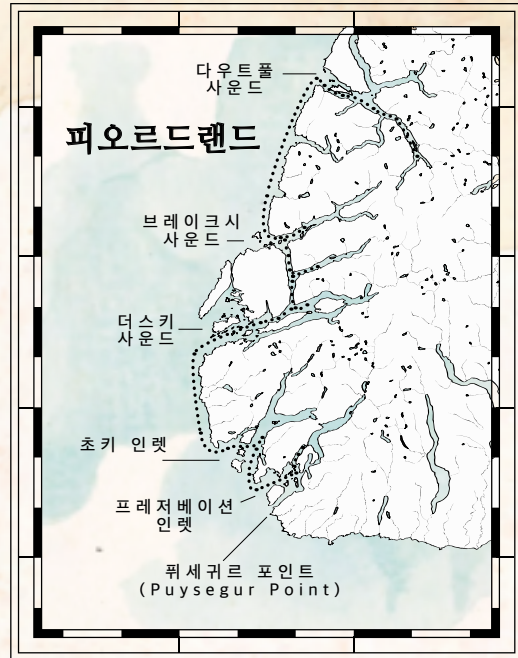 다우트풀
사운드
피오르드랜드
브레이크시
사운드
더스키
사운드
초키 인렛
프레저베이션
인렛
퓌세귀르 포인트
(Puysegur Point)